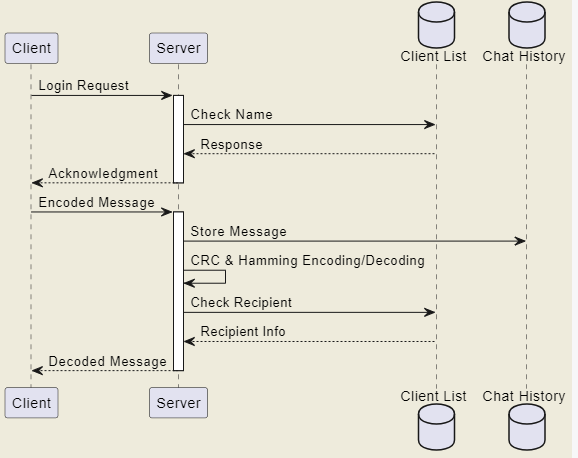 Client
Server
Client List
Chat History
Login Request
Check Name
Response
Acknowledgment
Encoded Message
Store Message
CRC & Hamming Encoding/Decoding
Check Recipient
Recipient Info
Decoded Message
Client
Server
Client List
Chat History